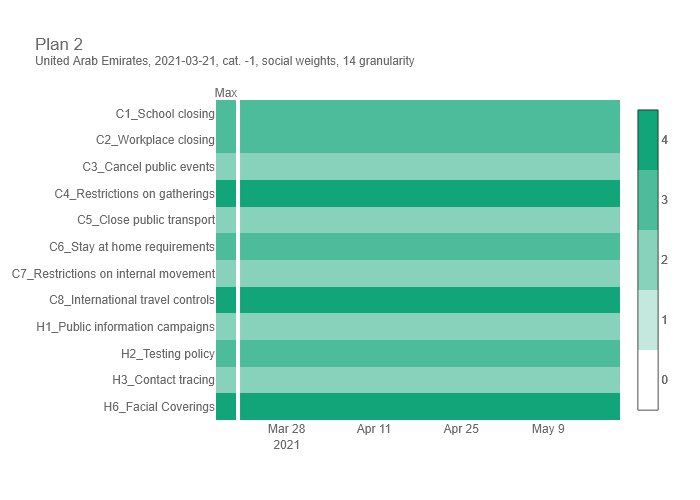 Plan 2
United Arab Emirates, 2021-03-21, cat. -1, social weights, 14 granularity
Max
C1_School closing
C2_Workplace closing
C3_Cancel public events
C4_Restrictions on gatherings
C5_Close public transport
C6_Stay at home requirements
C7_Restrictions on internal movement
C8_International travel controls
H1_Public information campaigns
H2_Testing policy
H3_Contact tracing
H6_Facial Coverings
Mar 28 Apr 11 Apr 25 May 9
2021
4
3
2
1
0